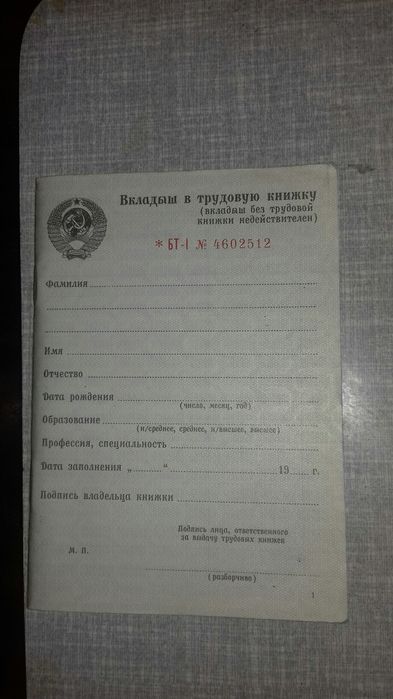 Вкладыш в трудовую книжку
(вкладыш без трудовой
книжки недействителен)
* БТ-I № 4602512
Фамилия
Имя
Отчество
Дата рождения
(число, месяц, год)
Образование
(н/среднее, среднее, н/высшее, высшее)
Профессия, специальность
Дата заполнения „ “ 19 г.
Подпись владельца книжки
Подпись лица, ответственного
за выдачу трудовых книжек
М. П.
(разборчиво)
1